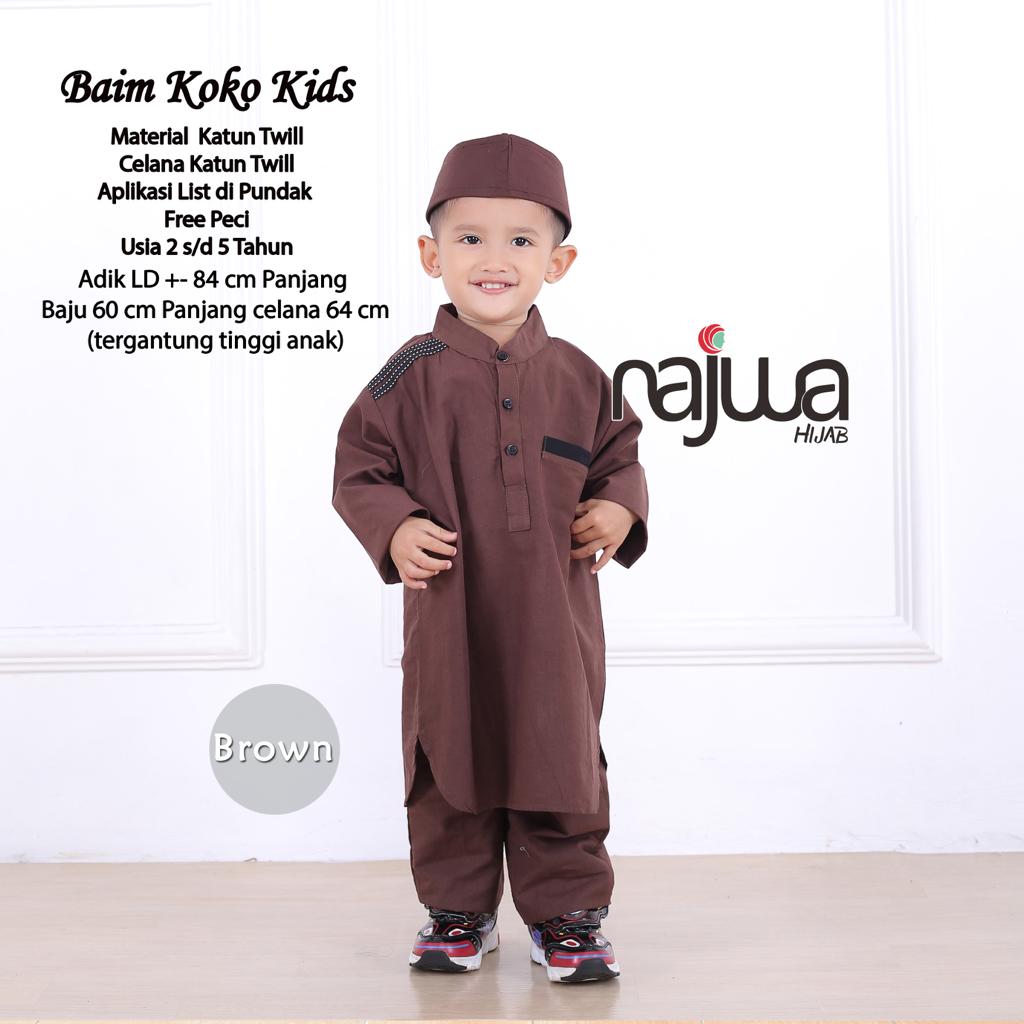 Baim Koko Kids
Material Katun Twill
Celana Katun Twill
Aplikasi List di Pundak
Free Peci
Usia 2 s/d 5 Tahun
Adik LD +- 84 cm Panjang
Baju 60 cm Panjang celana 64 cm
(tergantung tinggi anak)
najwa
HIJAB
Brown